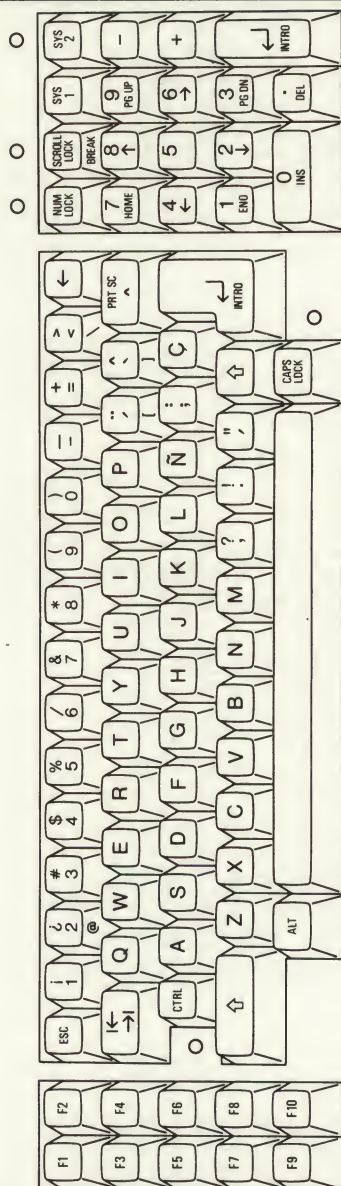 F1 F2 ESC ¡ 1 ¿ 2 @ # 3 $ 4 % 5 / 6 & 7 * 8 ( 9 ) 0 _ - + = > < \ ← NUM LOCK SCROLL LOCK BREAK SYS 1 SYS 2
F3 F4 Q W E R T Y U I O P ¨ ´ [ ^ ` ] PRT SC 7 HOME 8 ↑ 9 PG UP -
F5 F6 CTRL A S D F G H J K L Ñ : ; Ç INTRO 4 ← 5 6 → +
F7 F8 Z X C V B N M ? , ! . " ' 1 END 2 ↓ 3 PG DN INTRO
F9 F10 ALT CAPS LOCK 0 INS . DEL